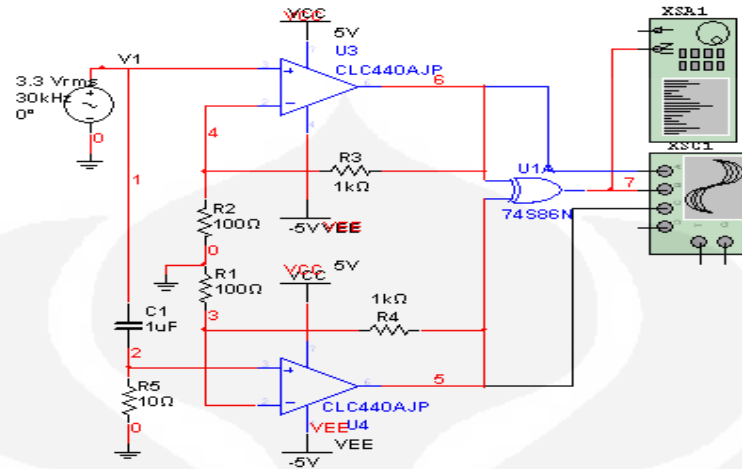 VCC
5V
XSA1
U3
V1
CLC440AJP
3.3 Vrms
30kHz
0°
6
T
IN
0
4
XSC1
R3
1kΩ
U1A
7
1
74S86N
R2
100Ω
-5V
VEE
0
VCC
5V
R1
100Ω
1kΩ
R4
C1
1uF
3
2
5
R5
10Ω
CLC440AJP
0
VEE
U4
VEE
-5V